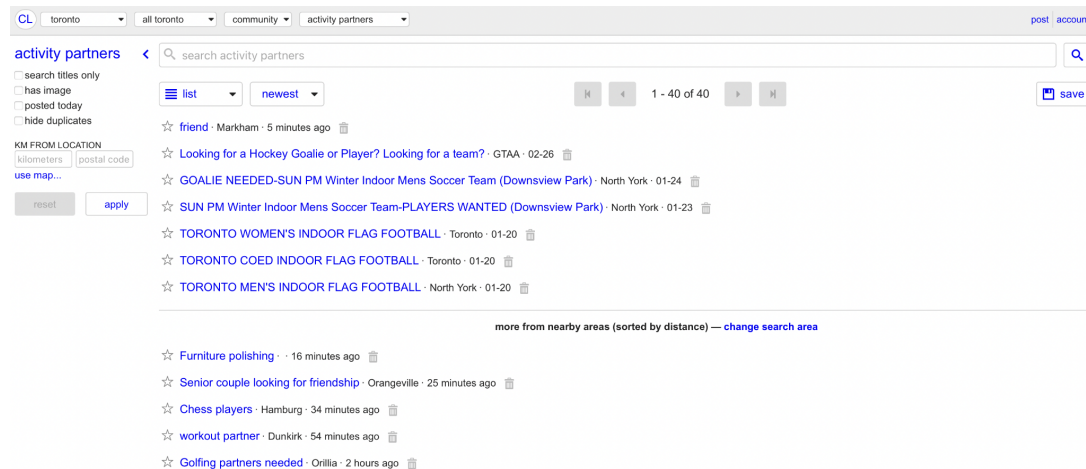 CL toronto all toronto community activity partners post accoun
activity partners
search titles only
has image
posted today
hide duplicates
KM FROM LOCATION
kilometers postal code
use map...
reset apply
search activity partners
list newest 1 - 40 of 40 save
friend · Markham · 5 minutes ago
Looking for a Hockey Goalie or Player? Looking for a team? · GTAA · 02-26
GOALIE NEEDED-SUN PM Winter Indoor Mens Soccer Team (Downsview Park) · North York · 01-24
SUN PM Winter Indoor Mens Soccer Team-PLAYERS WANTED (Downsview Park) · North York · 01-23
TORONTO WOMEN'S INDOOR FLAG FOOTBALL · Toronto · 01-20
TORONTO COED INDOOR FLAG FOOTBALL · Toronto · 01-20
TORONTO MEN'S INDOOR FLAG FOOTBALL · North York · 01-20
more from nearby areas (sorted by distance) — change search area
Furniture polishing · · 16 minutes ago
Senior couple looking for friendship · Orangeville · 25 minutes ago
Chess players · Hamburg · 34 minutes ago
workout partner · Dunkirk · 54 minutes ago
Golfing partners needed · Orillia · 2 hours ago